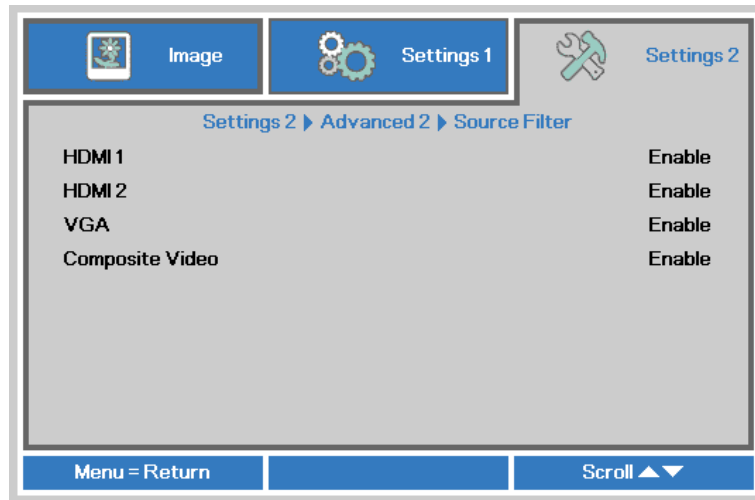 Image Settings 1 Settings 2
Settings 2 ▶ Advanced 2 ▶ Source Filter
HDMI 1 Enable
HDMI 2 Enable
VGA Enable
Composite Video Enable
Menu = Return Scroll ▲▼